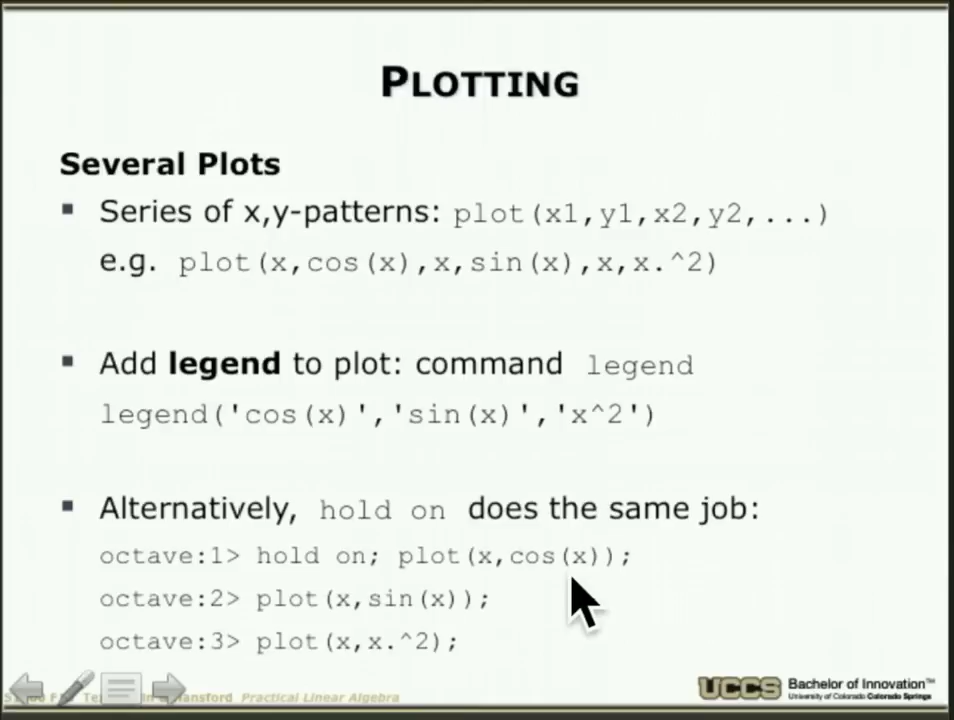 PLOTTING
Several Plots
▪ Series of x,y-patterns: plot(x1,y1,x2,y2,...)
e.g. plot(x,cos(x),x,sin(x),x,x.^2)
▪ Add legend to plot: command legend
legend('cos(x)','sin(x)','x^2')
▪ Alternatively, hold on does the same job:
octave:1> hold on; plot(x,cos(x));
octave:2> plot(x,sin(x));
octave:3> plot(x,x.^2);
Practical Linear Algebra
UCCS Bachelor of Innovation™
University of Colorado Colorado Springs